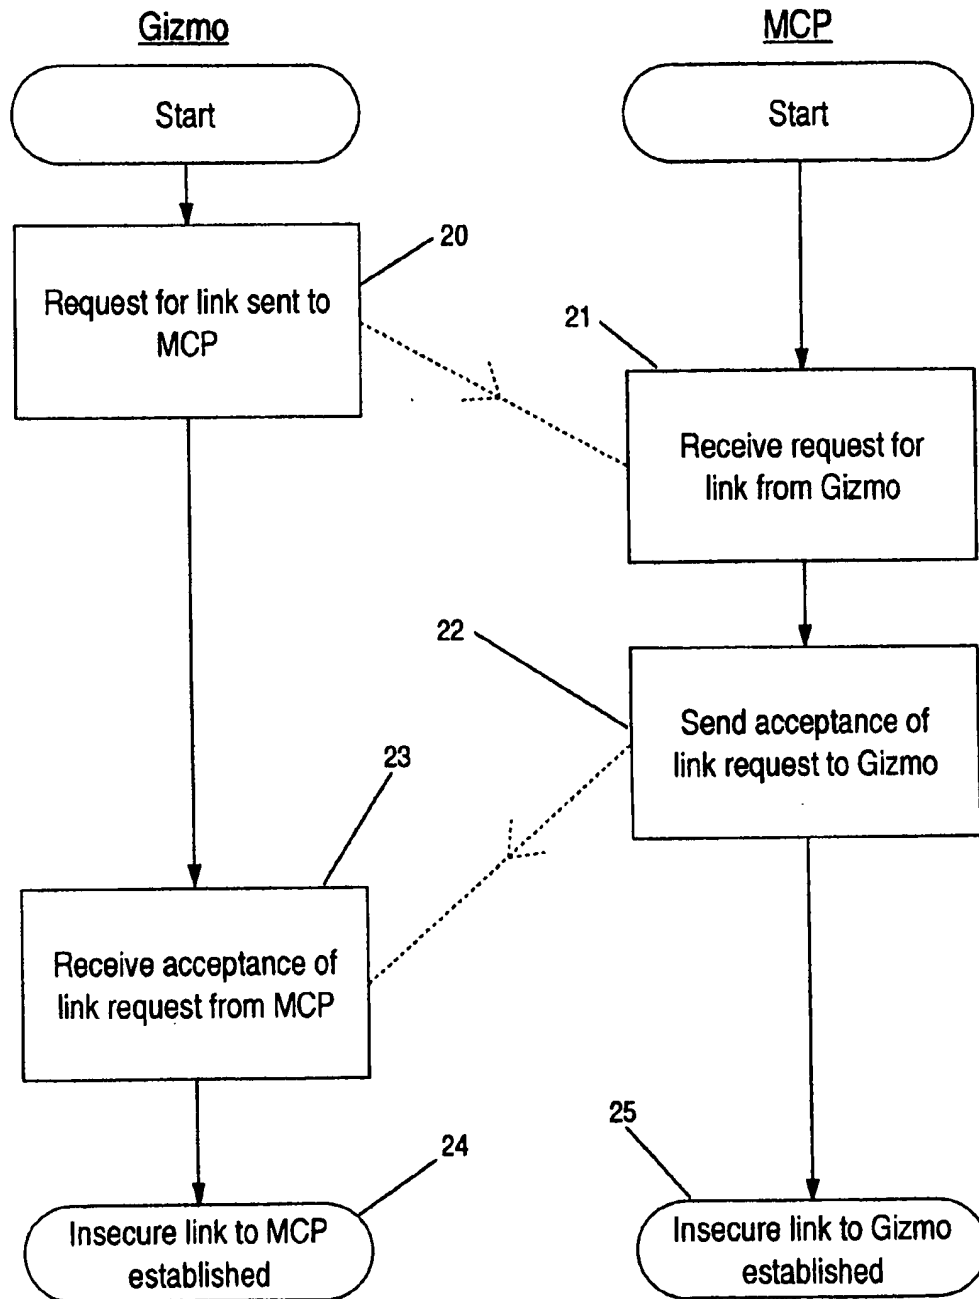 Gizmo
MCP
Start
Start
20
Request for link sent to
MCP
21
Receive request for
link from Gizmo
22
Send acceptance of
link request to Gizmo
23
Receive acceptance of
link request from MCP
24
Insecure link to MCP
established
25
Insecure link to Gizmo
established